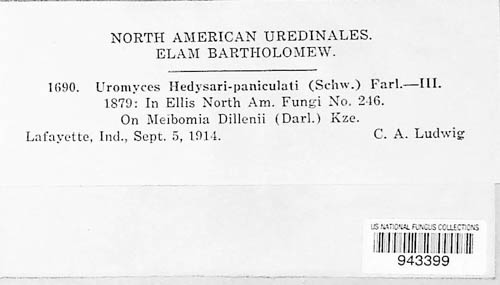 NORTH AMERICAN UREDINALES.
ELAM BARTHOLOMEW.
1690. Uromyces Hedysari-paniculati (Schw.) Farl.—III.
1879: In Ellis North Am. Fungi No. 246.
On Meibomia Dillenii (Darl.) Kze.
Lafayette, Ind., Sept. 5, 1914. C. A. Ludwig
US NATIONAL FUNGUS COLLECTIONS
943399